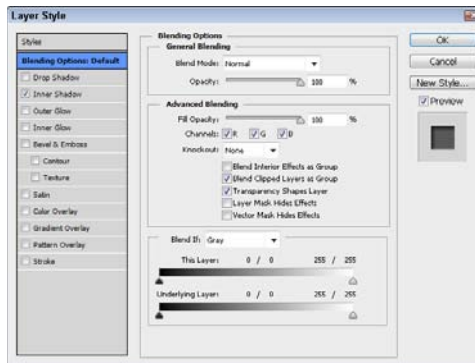 Layer Style
Styles
Blending Options: Default
Drop Shadow
Inner Shadow
Outer Glow
Inner Glow
Bevel & Emboss
Contour
Texture
Satin
Color Overlay
Gradient Overlay
Pattern Overlay
Stroke
Blending Options
General Blending
Blend Mode: Normal
Opacity: 100 %
Advanced Blending
Fill Opacity: 100 %
Channels: R G B
Knockout: None
Blend Interior Effects as Group
Blend Clipped Layers as Group
Transparency Shapes Layer
Layer Mask Hides Effects
Vector Mask Hides Effects
Blend If: Gray
This Layer: 0 / 0 255 / 255
Underlying Layer: 0 / 0 255 / 255
OK
Cancel
New Style...
Preview